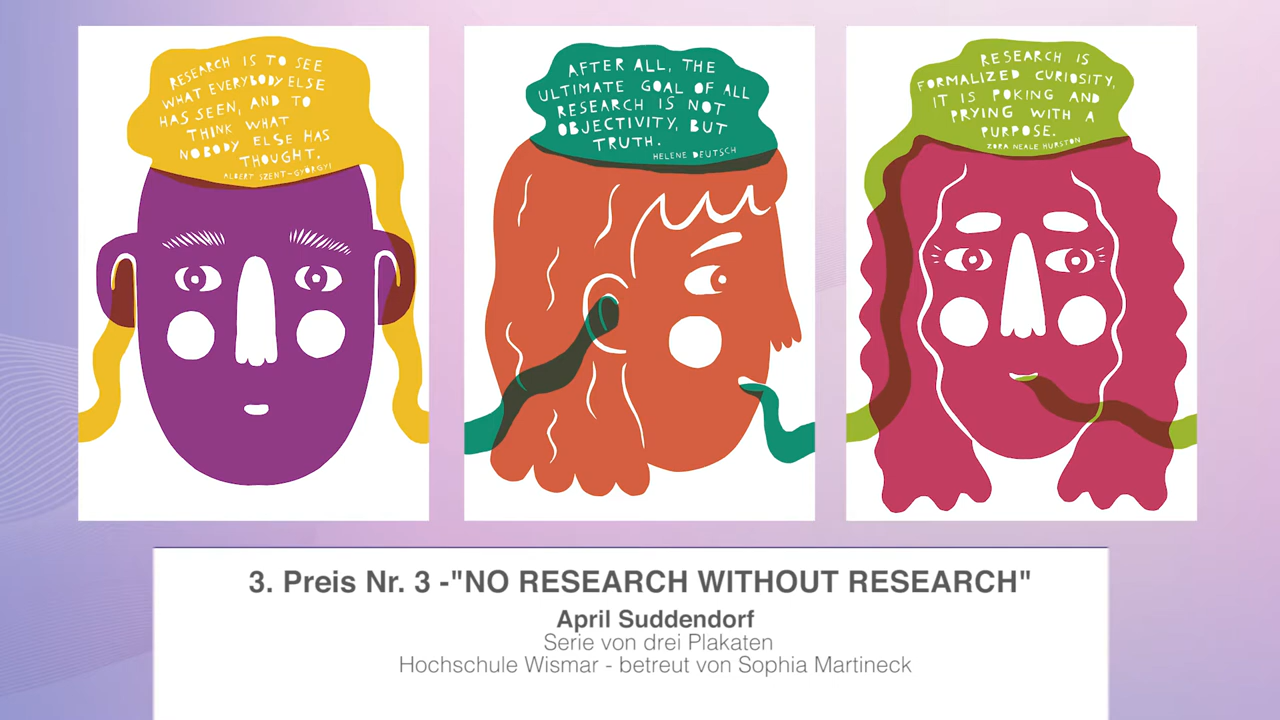 RESEARCH IS TO SEE
WHAT EVERYBODY ELSE
HAS SEEN, AND TO
THINK WHAT
NOBODY ELSE HAS
THOUGHT.
ALBERT SZENT-GYÖRGYI
AFTER ALL, THE
ULTIMATE GOAL OF ALL
RESEARCH IS NOT
OBJECTIVITY, BUT
TRUTH.
HELENE DEUTSCH
RESEARCH IS
FORMALIZED CURIOSITY,
IT IS POKING AND
PRYING WITH A
PURPOSE.
ZORA NEALE HURSTON
3. Preis Nr. 3 -"NO RESEARCH WITHOUT RESEARCH"
April Suddendorf
Serie von drei Plakaten
Hochschule Wismar - betreut von Sophia Martineck